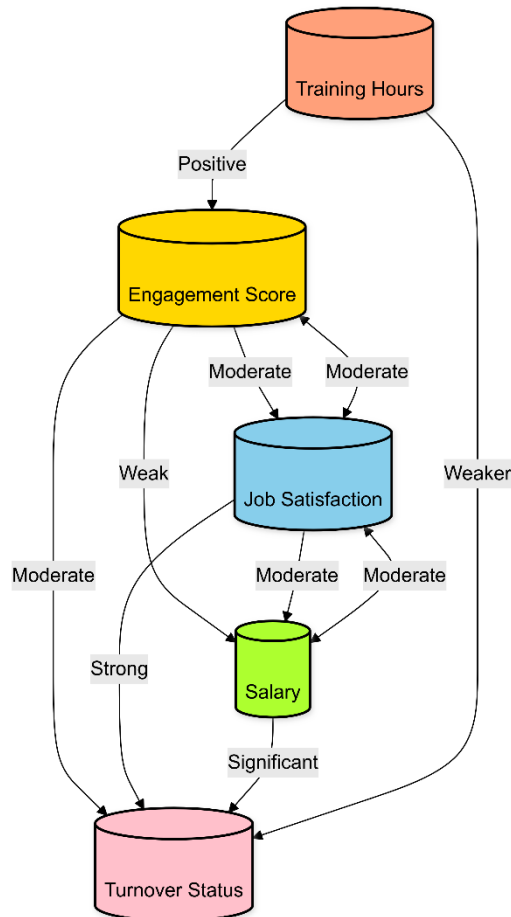 Training Hours
Positive
Engagement Score
Moderate
Moderate
Weak
Weaker
Job Satisfaction
Moderate
Moderate
Moderate
Strong
Salary
Significant
Turnover Status